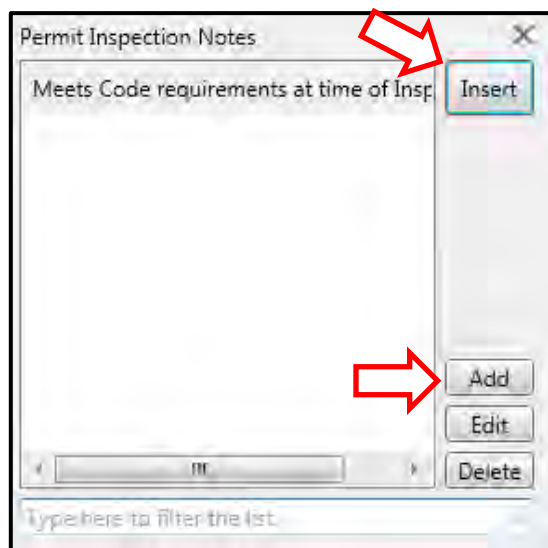 Permit Inspection Notes
Meets Code requirements at time of Insp
Insert
Add
Edit
Delete
Type here to filter the list